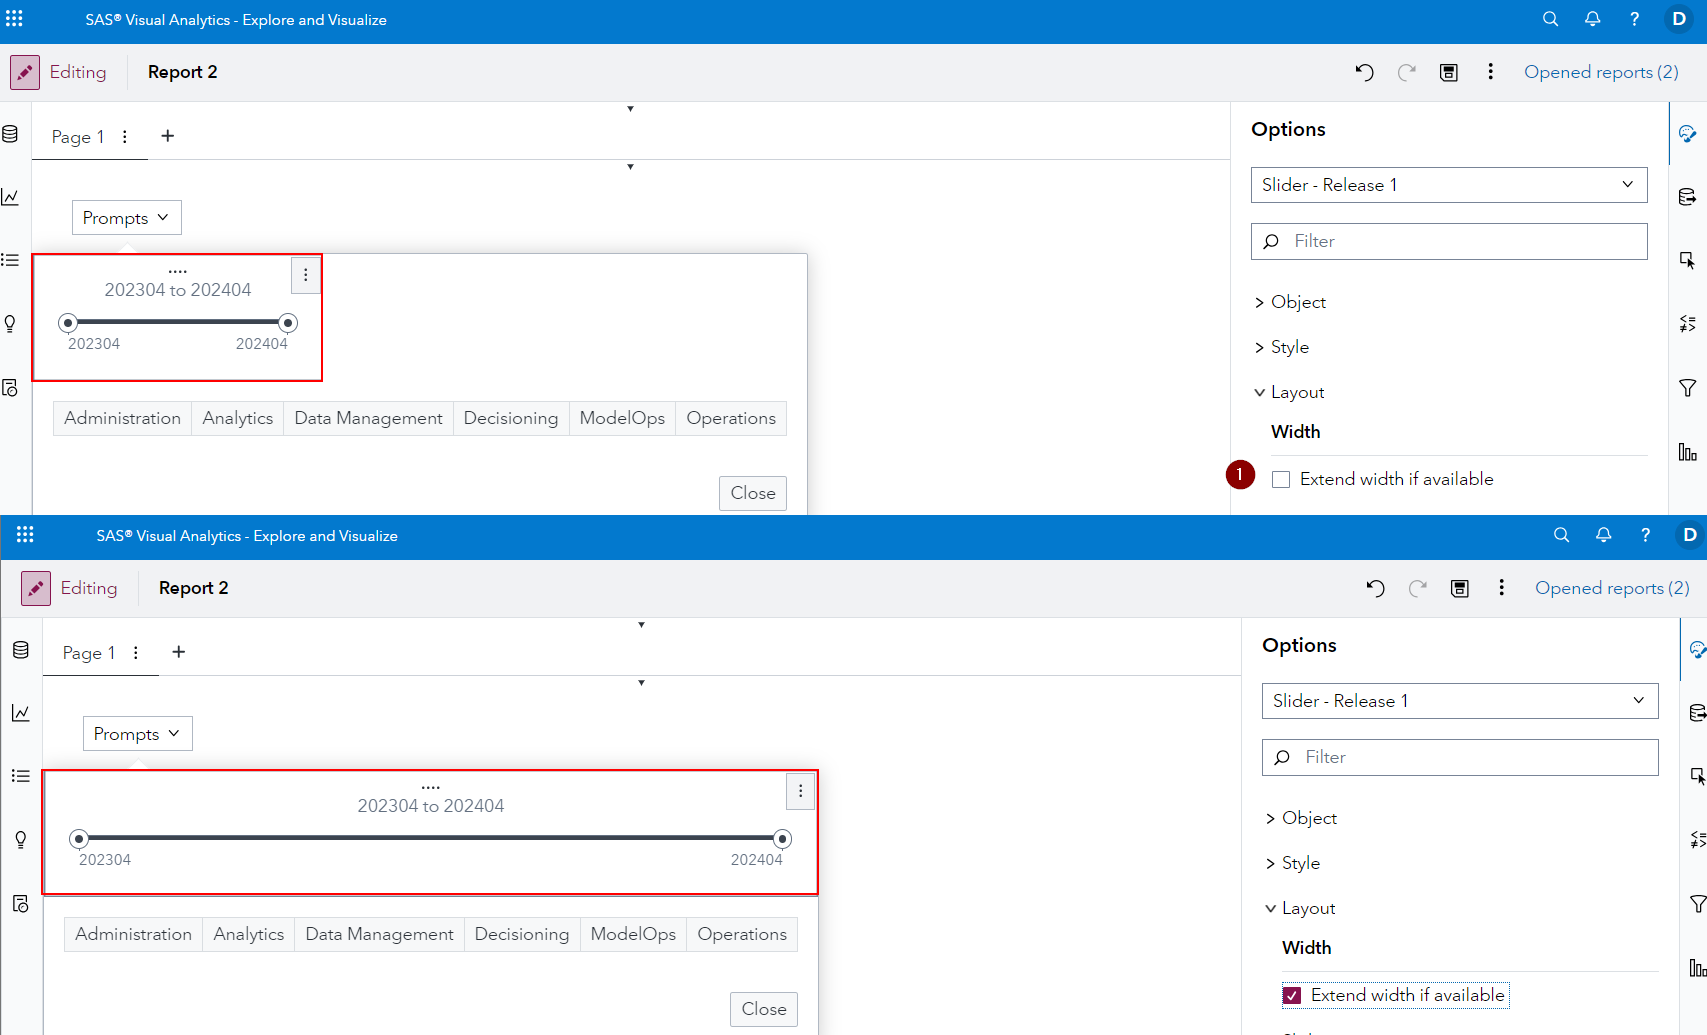 SAS® Visual Analytics - Explore and Visualize
?
D
Editing
Report 2
Opened reports (2)
Page 1
+
Options
Slider - Release 1
Prompts
Filter
....
202304 to 202404
202304
202404
Object
Style
Layout
Width
Administration
Analytics
Data Management
Decisioning
ModelOps
Operations
1
Extend width if available
Close
SAS® Visual Analytics - Explore and Visualize
?
D
Editing
Report 2
Opened reports (2)
Page 1
+
Options
Slider - Release 1
Prompts
Filter
....
202304 to 202404
202304
202404
Object
Style
Layout
Width
Administration
Analytics
Data Management
Decisioning
ModelOps
Operations
Extend width if available
Close